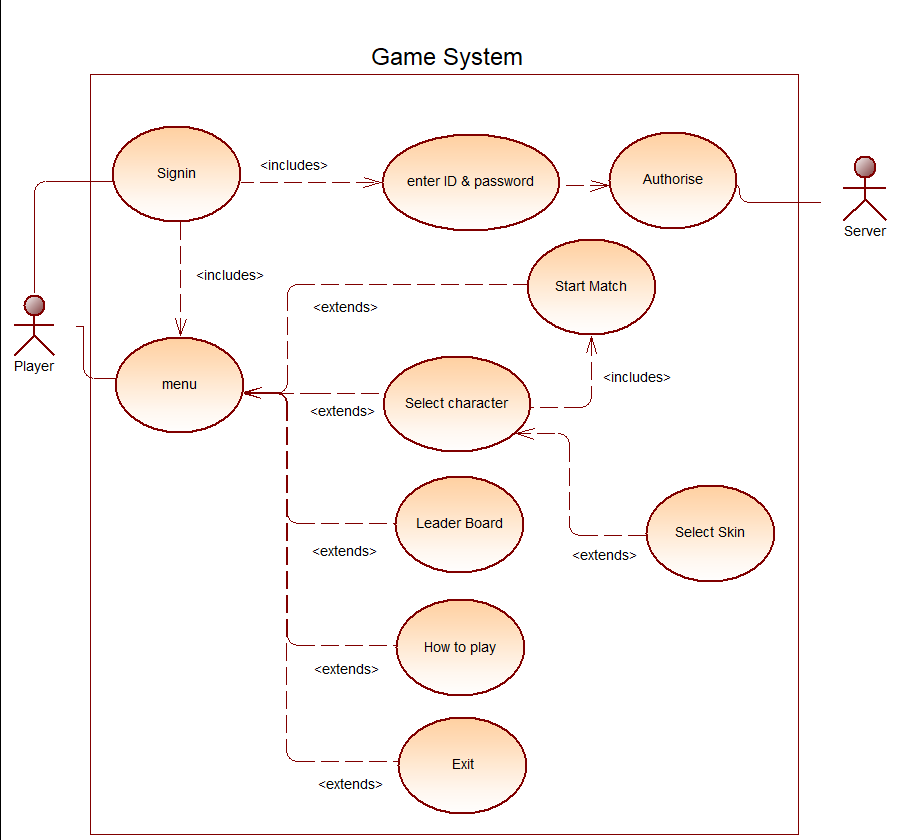 Game System
Signin
<includes>
enter ID & password
Authorise
Server
<includes>
Start Match
<extends>
Player
menu
<includes>
Select character
<extends>
Leader Board
Select Skin
<extends>
<extends>
How to play
<extends>
Exit
<extends>